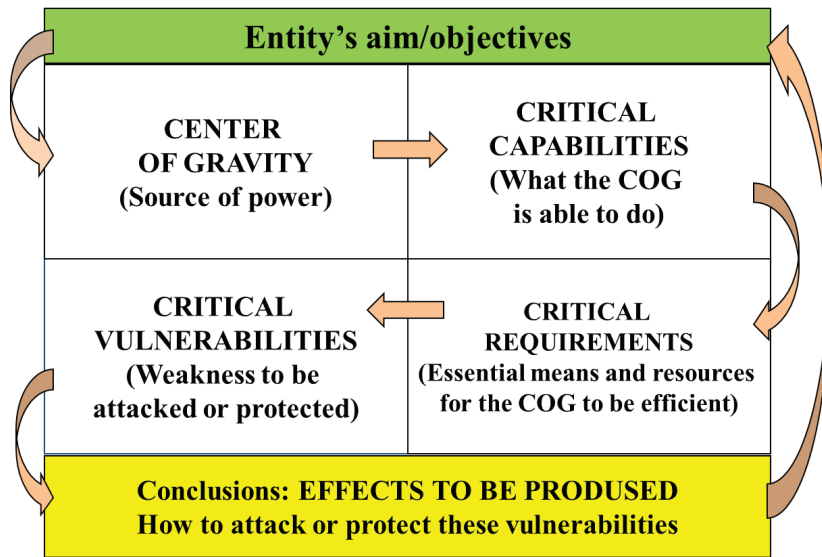 Entity’s aim/objectives
CENTER
OF GRAVITY
(Source of power)
CRITICAL
CAPABILITIES
(What the COG
is able to do)
CRITICAL
VULNERABILITIES
(Weakness to be
attacked or protected)
CRITICAL
REQUIREMENTS
(Essential means and resources
for the COG to be efficient)
Conclusions: EFFECTS TO BE PRODUSED
How to attack or protect these vulnerabilities